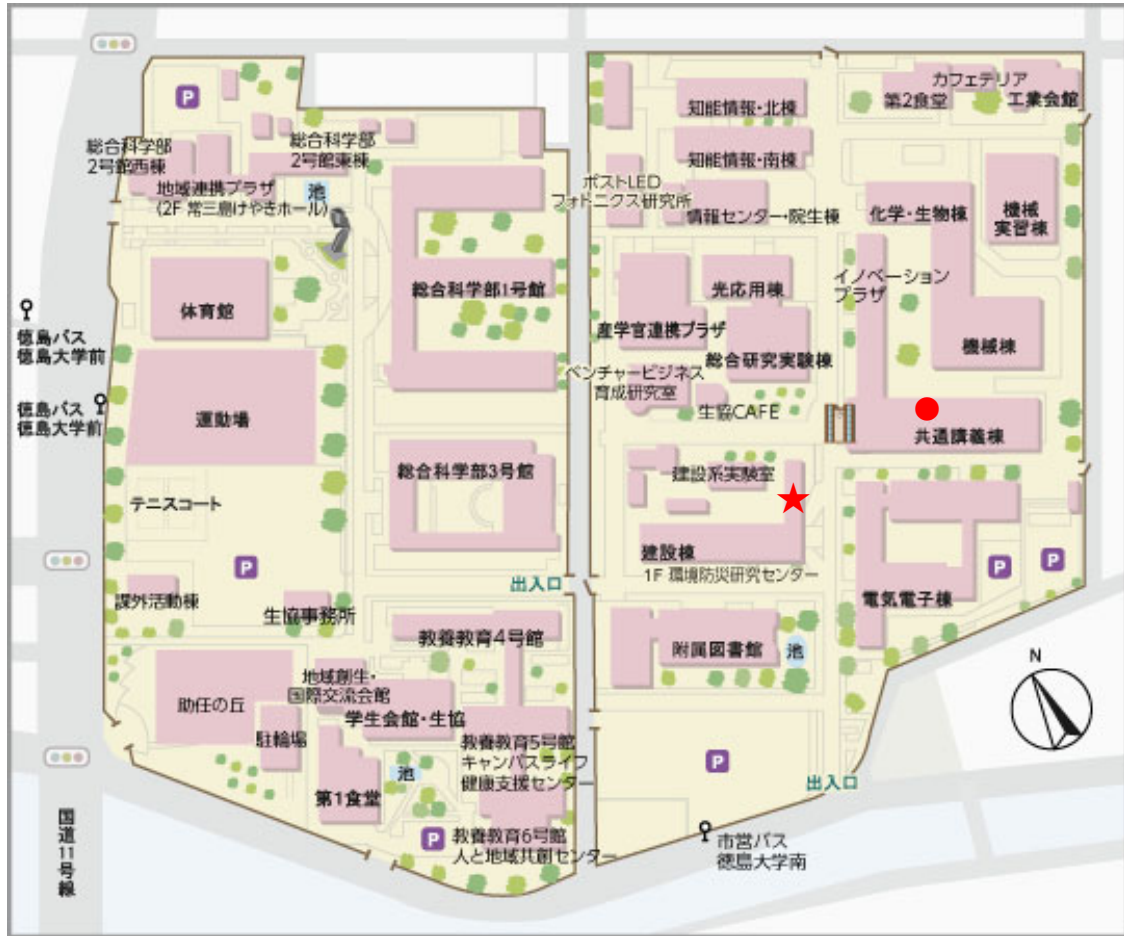 P
総合科学部
2号館西棟
総合科学部
2号館東棟
地域連携プラザ
(2F 常三島けやきホール)
池
体育館
総合科学部1号館
徳島バス
徳島大学前
徳島バス
徳島大学前
運動場
総合科学部3号館
テニスコート
P
課外活動棟
生協事務所
出入口
教養教育4号館
助任の丘
地域創生・
国際交流会館
学生会館・生協
駐輪場
教養教育5号館
キャンパスライフ
健康支援センター
第1食堂
池
P
教養教育6号館
人と地域共創センター
国道11号線
知能情報・北棟
カフェテリア
第2食堂
工業会館
知能情報・南棟
ポストLED
フォトニクス研究所
情報センター・院生棟
化学・生物棟
機械
実習棟
光応用棟
イノベーション
プラザ
産学官連携プラザ
総合研究実験棟
機械棟
ベンチャービジネス
育成研究室
生協CAFE
共通講義棟
建設系実験室
建設棟
1F 環境防災研究センター
電気電子棟
P
P
附属図書館
池
N
P
出入口
市営バス
徳島大学南